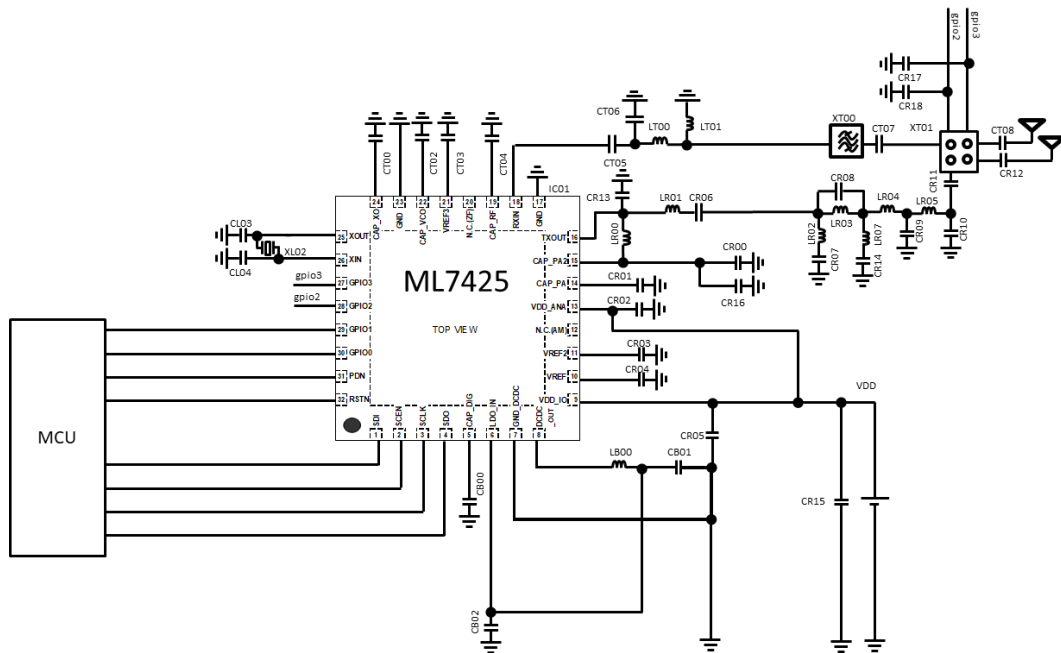 gpio2
gpio3
CR17
CR18
CT06
LT00
LT01
XT00
CT07
XT01
CT08
CR12
CR11
CT00
CT02
CT03
CT04
CT05
CR13
IC01
LR01
CR06
CR08
LR03
LR04
LR05
LR02
CR07
LR07
CR14
CR09
CR10
LR00
24
23
22
21
20
19
18
17
CAP_XO
GND
CAP_VCO
VREF3
N.C.(ZF)
CAP_RF
RXIN
GND
CL03
XL02
CL04
25 XOUT
26 XIN
gpio3
27 GPIO3
gpio2
28 GPIO2
29 GPIO1
30 GPIO0
31 PDN
32 RSTN
ML7425
TOP VIEW
TXOUT 16
CAP_PA2 15
CAP_PA 14
VDD_ANA 13
N.C.(AM) 12
VREF2 11
VREF 10
VDD_IO 9
CR00
CR16
CR01
CR02
CR03
CR04
VDD
MCU
SDI
SCEN
SCLK
SDO
CAP_DIG
LDO_IN
GND_DCDC
DCDC
_OUT
1
2
3
4
5
6
7
8
CR05
LB00
CB01
CB00
CR15
CB02